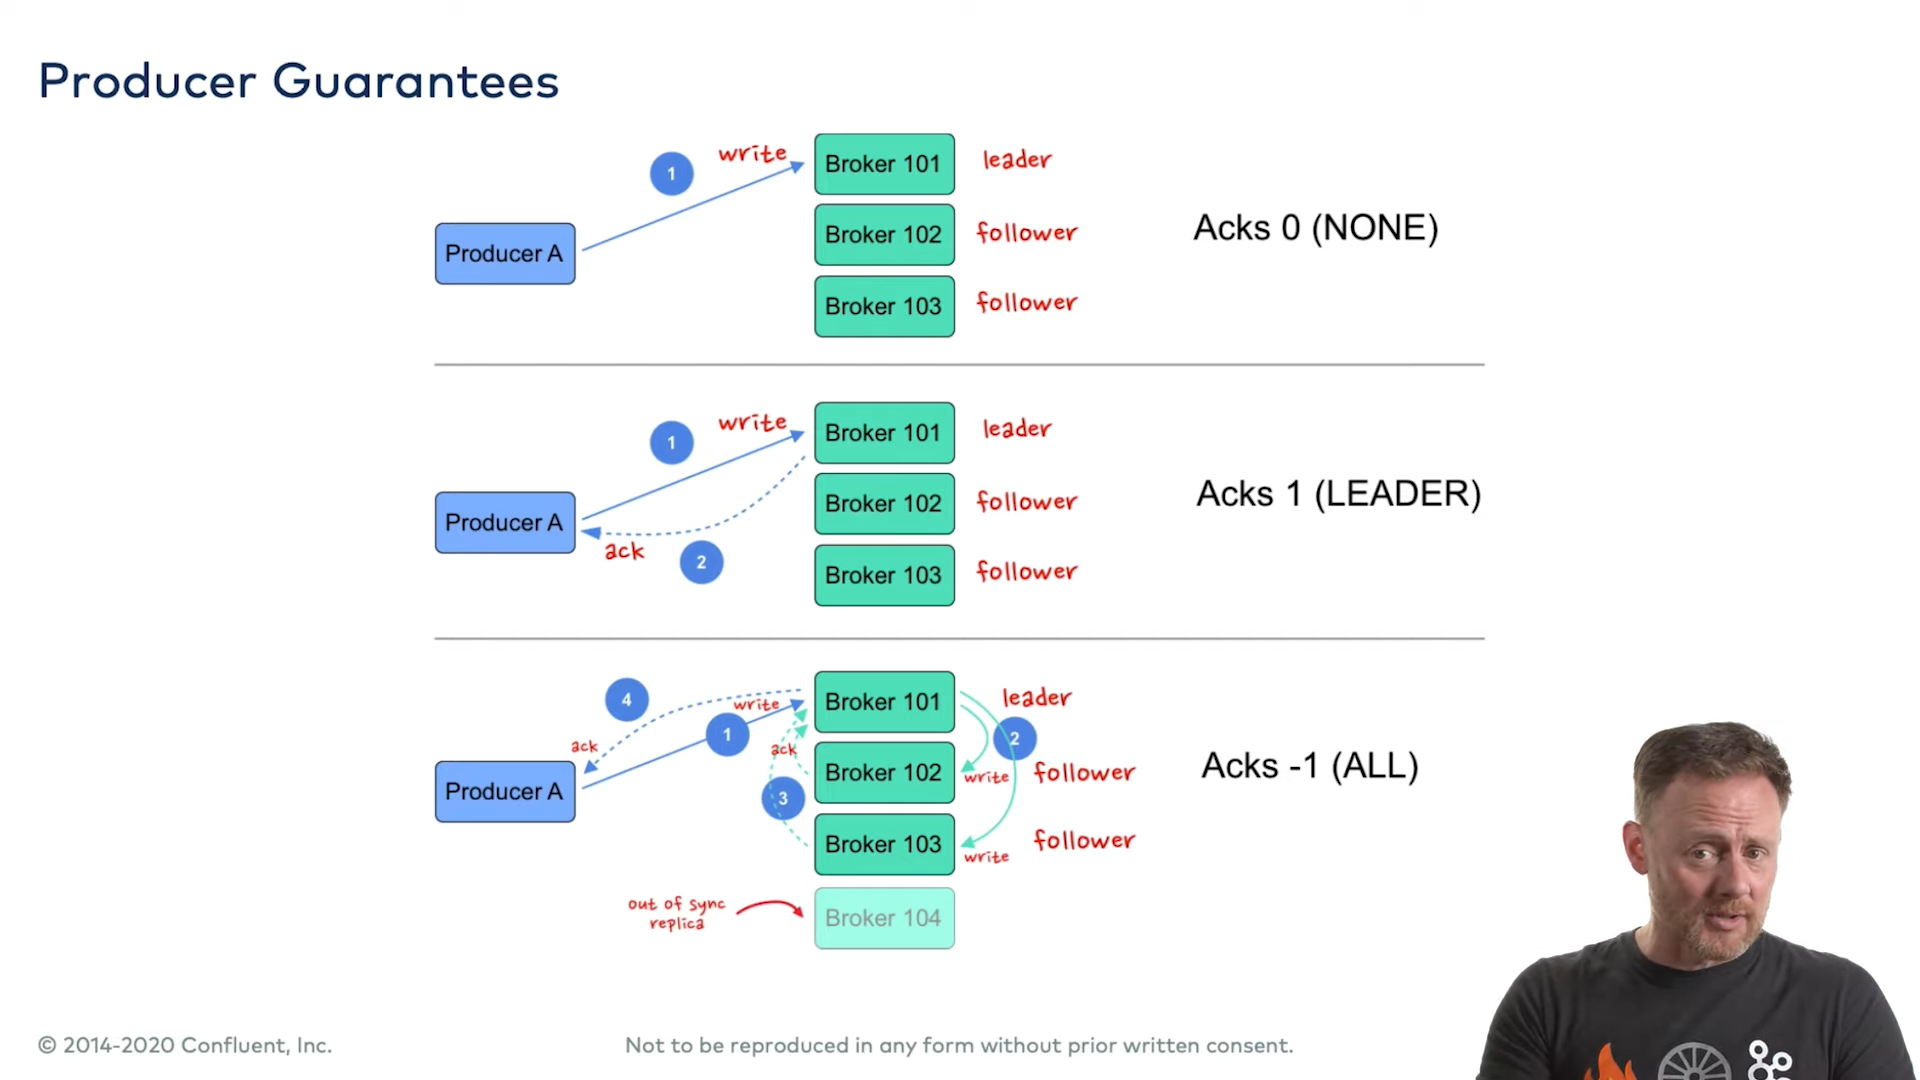 Producer Guarantees
1
write
Broker 101
leader
Producer A
Broker 102
follower
Acks 0 (NONE)
Broker 103
follower
1
write
Broker 101
leader
Producer A
Broker 102
follower
Acks 1 (LEADER)
ack
2
Broker 103
follower
4
write
Broker 101
leader
1
2
ack
ack
Producer A
Broker 102
write
follower
Acks -1 (ALL)
3
Broker 103
write
follower
out of sync
replica
Broker 104
© 2014-2020 Confluent, Inc.
Not to be reproduced in any form without prior written consent.